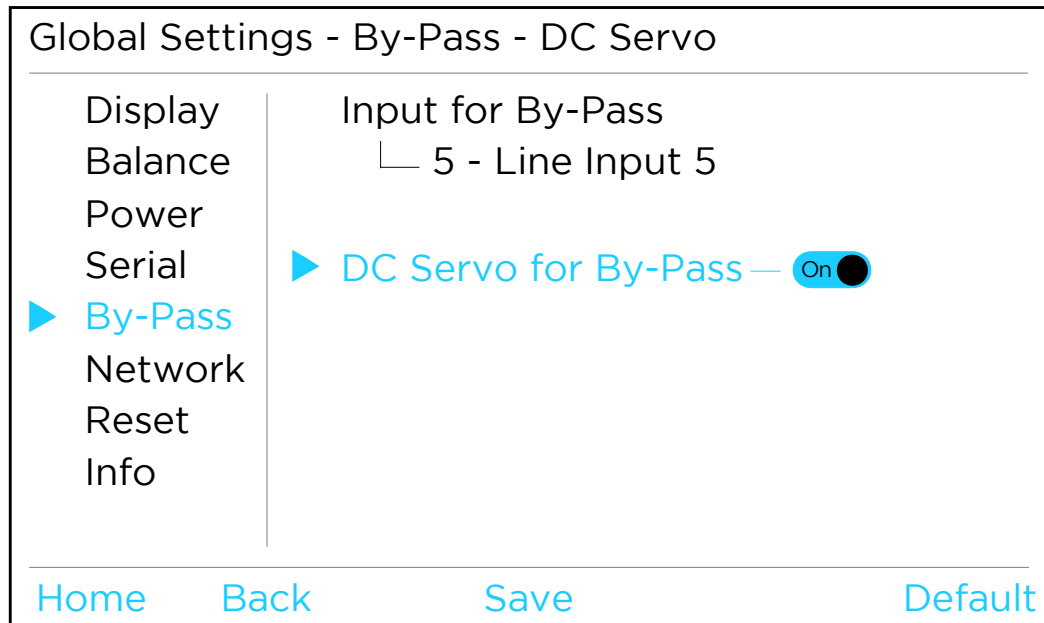 Global Settings - By-Pass - DC Servo
Display
Balance
Power
Serial
By-Pass
Network
Reset
Info
Input for By-Pass
5 - Line Input 5
DC Servo for By-Pass
On
Home Back Save Default